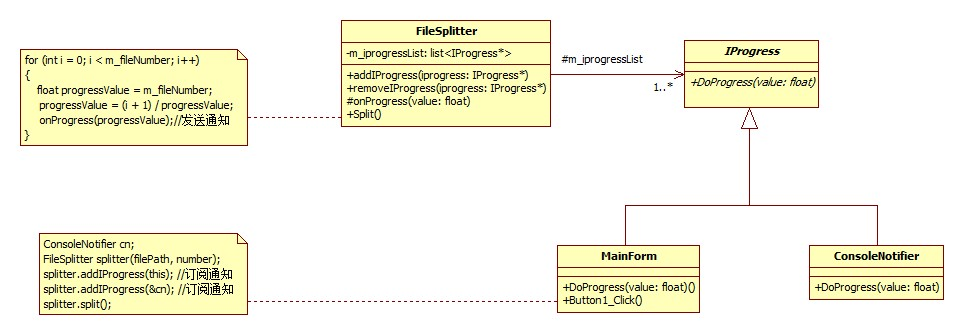 for (int i = 0; i < m_fileNumber; i++)
{
float progressValue = m_fileNumber;
progressValue = (i + 1) / progressValue;
onProgress(progressValue);//发送通知
}
FileSplitter
-m_iprogressList: list<IProgress*>
+addIProgress(iprogress: IProgress*)
+removeIProgress(iprogress: IProgress*)
#onProgress(value: float)
+Split()
#m_iprogressList
1..*
IProgress
+DoProgress(value: float)
ConsoleNotifier cn;
FileSplitter splitter(filePath, number);
splitter.addIProgress(this); //订阅通知
splitter.addIProgress(&cn); //订阅通知
splitter.split();
MainForm
+DoProgress(value: float)()
+Button1_Click()
ConsoleNotifier
+DoProgress(value: float)